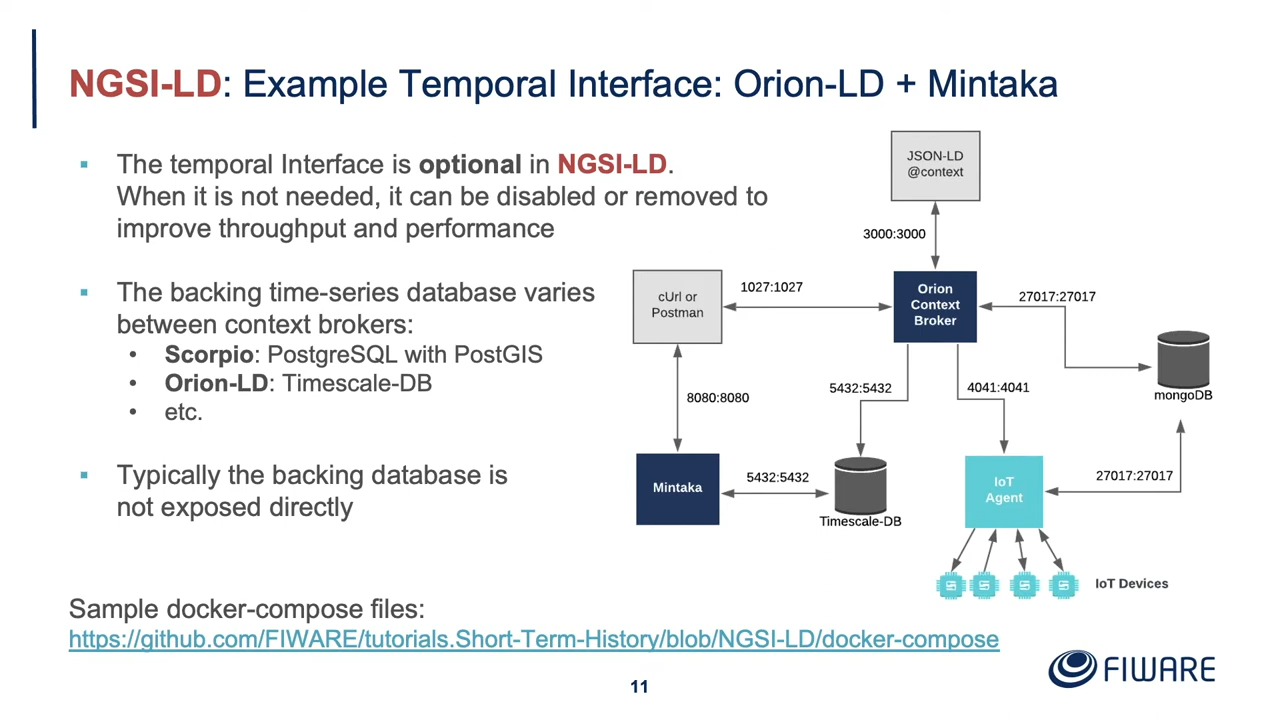 NGSI-LD: Example Temporal Interface: Orion-LD + Mintaka
▪ The temporal Interface is optional in NGSI-LD.
When it is not needed, it can be disabled or removed to
improve throughput and performance
▪ The backing time-series database varies
between context brokers:
• Scorpio: PostgreSQL with PostGIS
• Orion-LD: Timescale-DB
• etc.
▪ Typically the backing database is
not exposed directly
JSON-LD
@context
3000:3000
cUrl or
Postman
1027:1027
Orion
Context
Broker
27017:27017
mongoDB
8080:8080
5432:5432
4041:4041
Mintaka
5432:5432
Timescale-DB
IoT
Agent
27017:27017
IoT Devices
Sample docker-compose files:
https://github.com/FIWARE/tutorials.Short-Term-History/blob/NGSI-LD/docker-compose
11
FIWARE